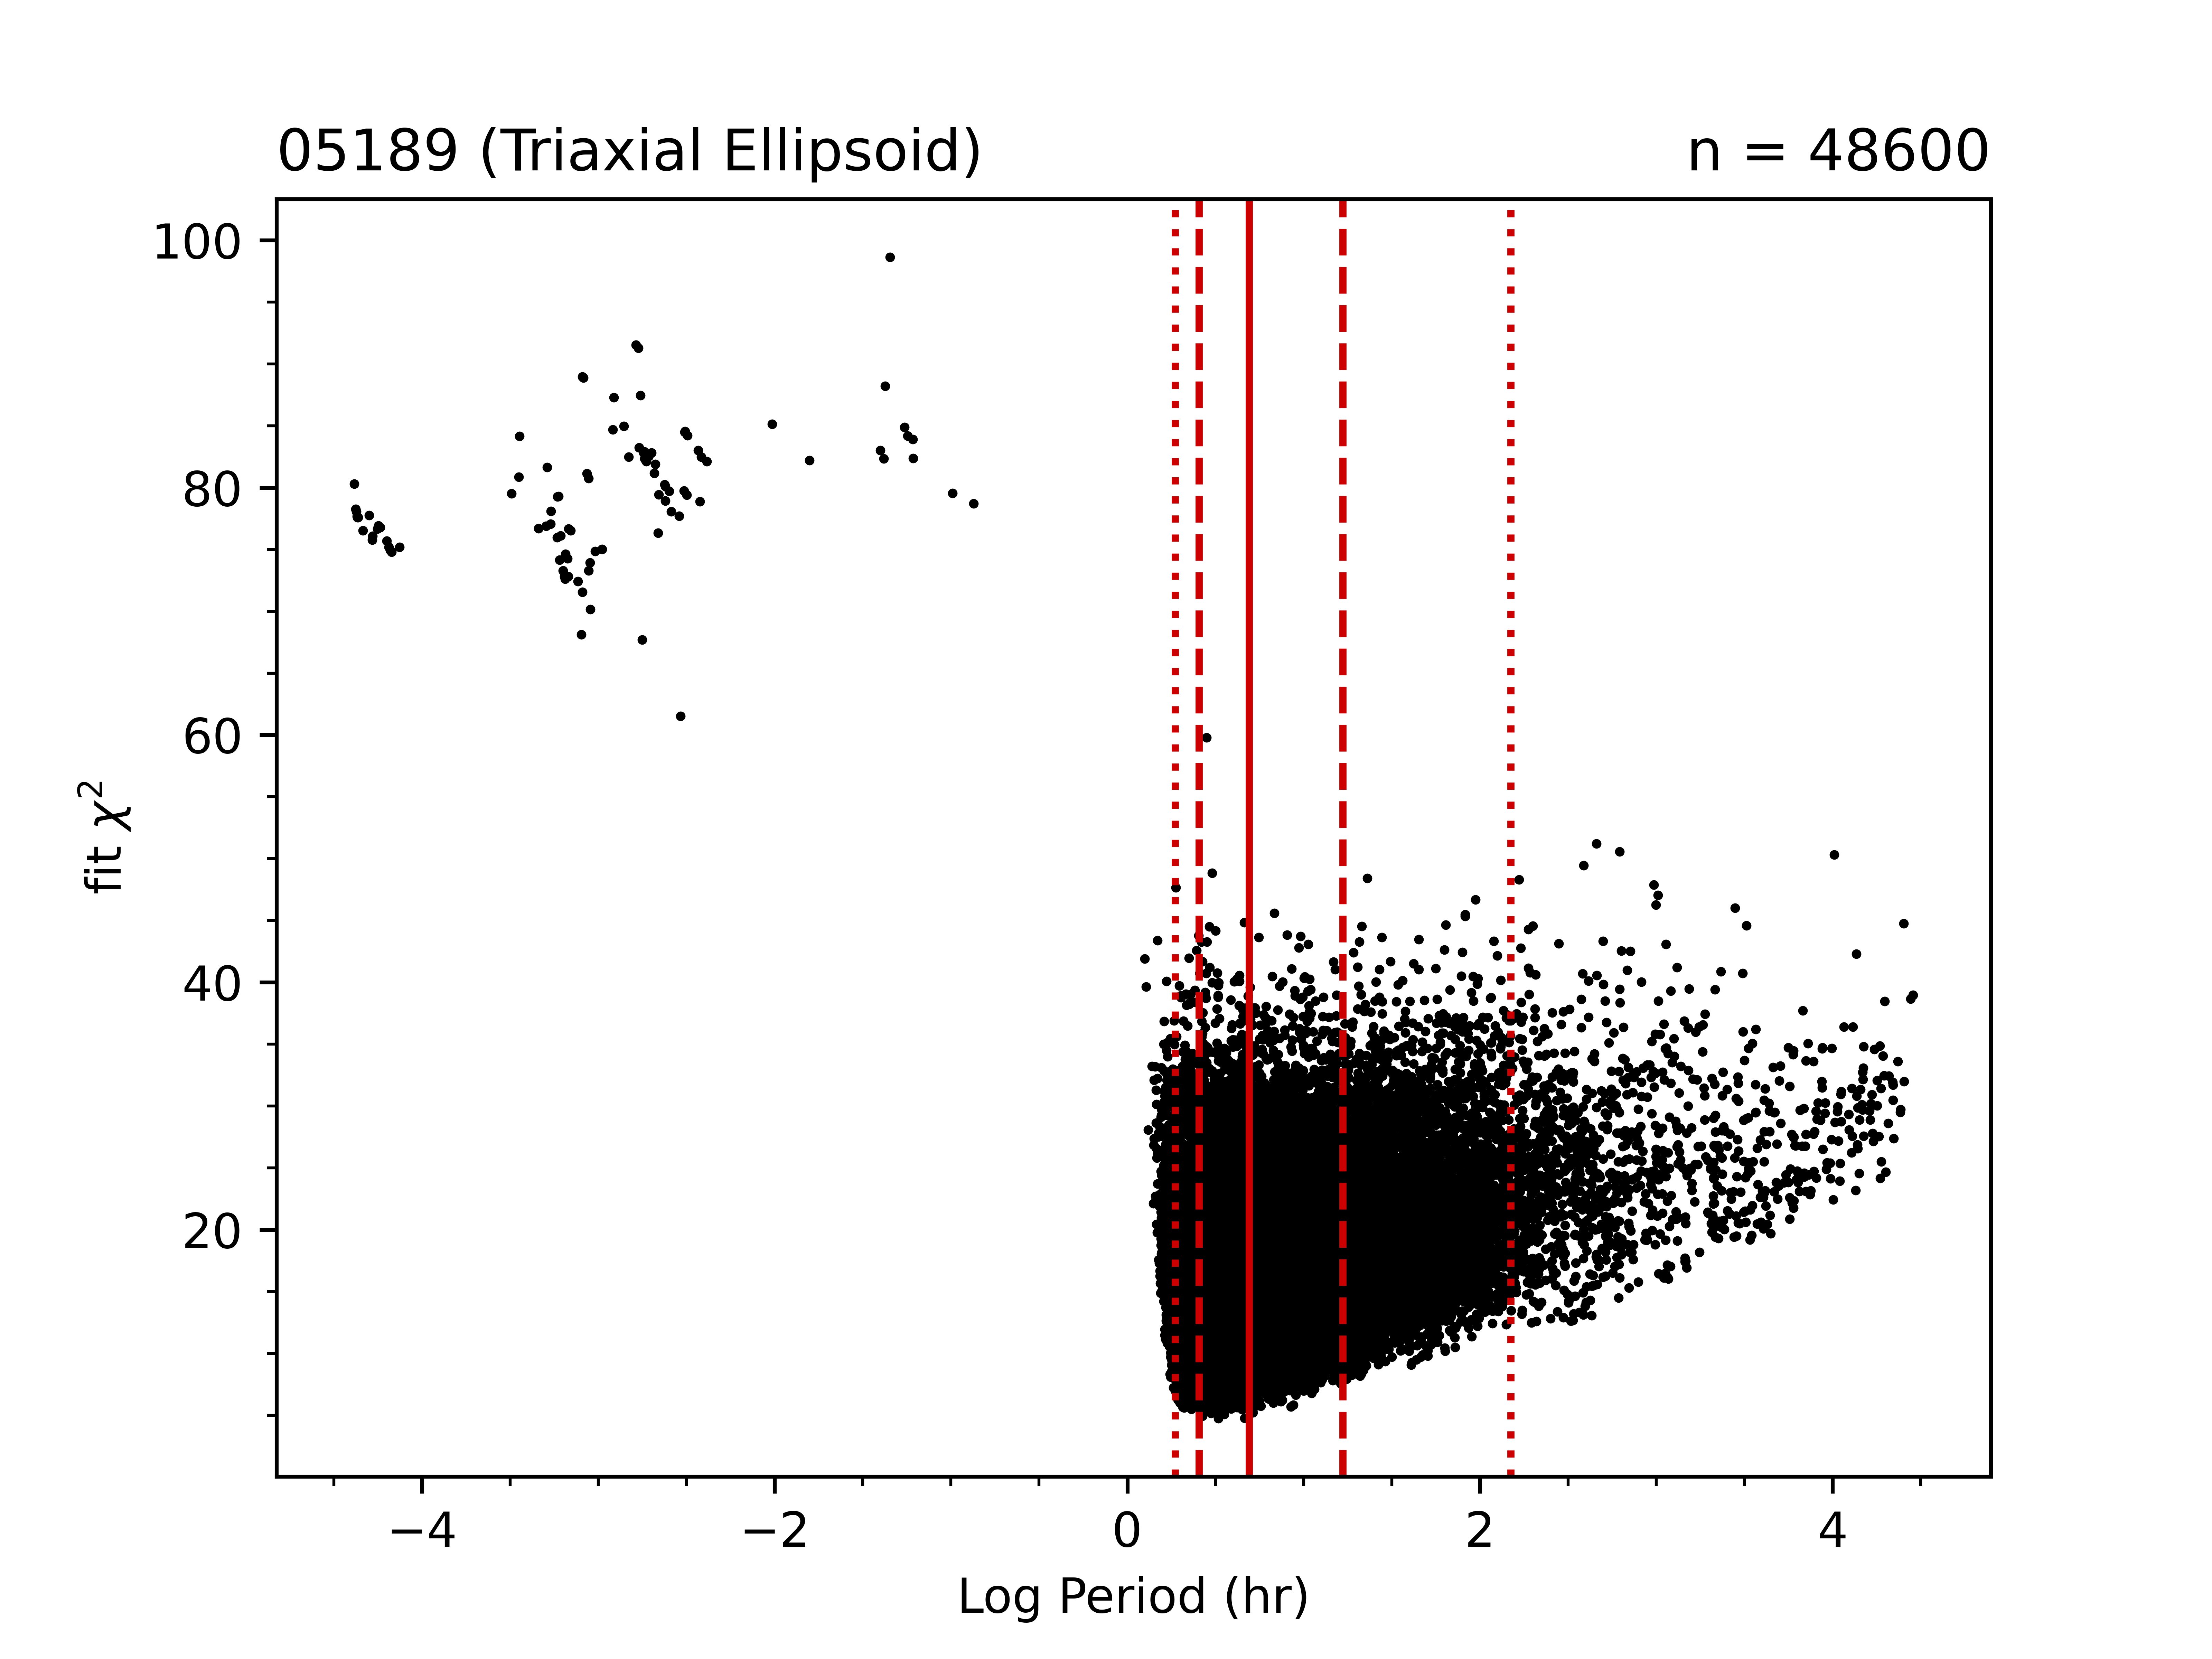 05189 (Triaxial Ellipsoid)
n = 48600
100
80
60
40
20
fit χ²
−4
−2
0
2
4
Log Period (hr)